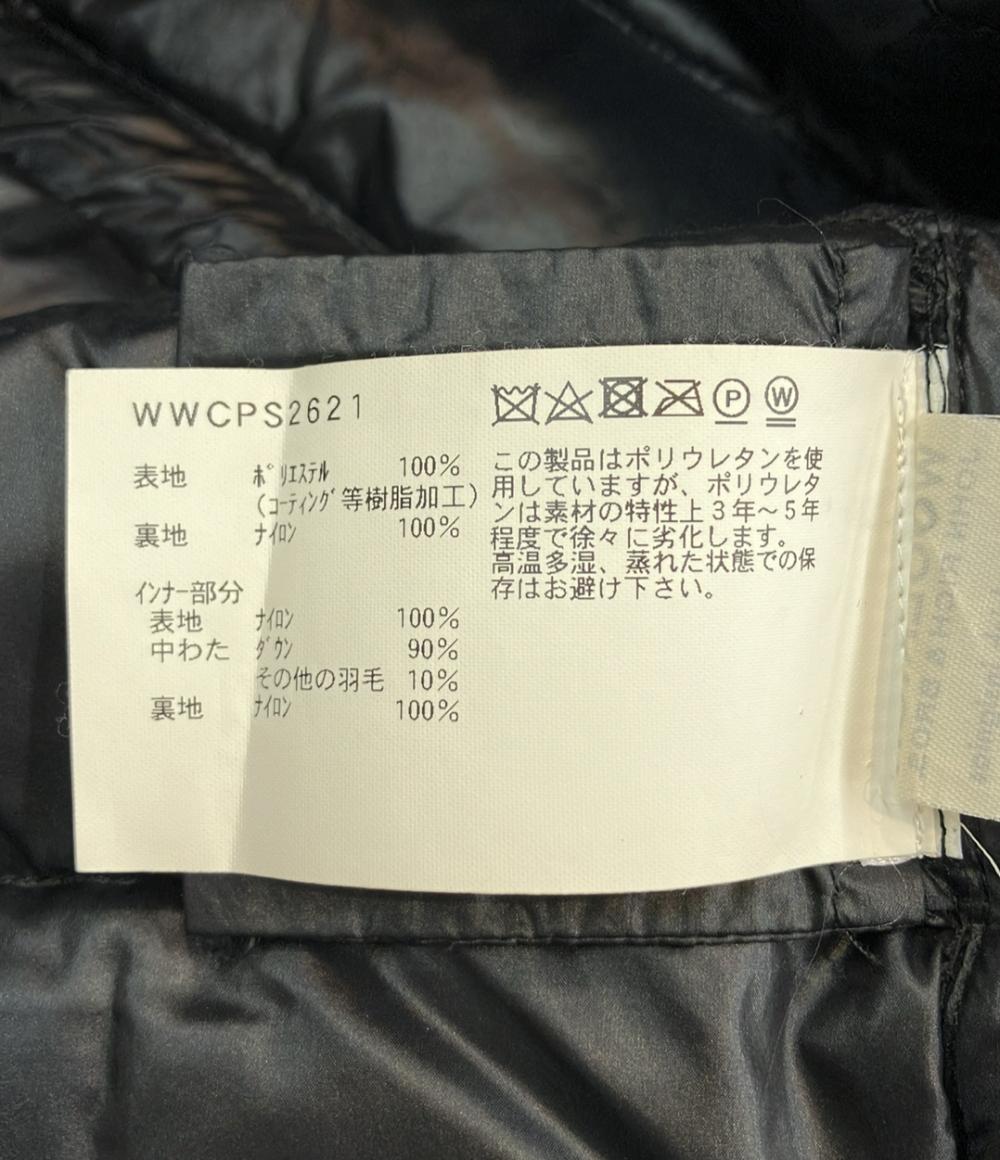 WWCPS2621
表地 ﾎﾟﾘｴｽﾃﾙ 100%
(ｺｰﾃｨﾝｸﾞ等樹脂加工)
裏地 ﾅｲﾛﾝ 100%
ｲﾝﾅｰ部分
表地 ﾅｲﾛﾝ 100%
中わた ﾀﾞｳﾝ 90%
その他の羽毛 10%
裏地 ﾅｲﾛﾝ 100%
P W
この製品はポリウレタンを使
用していますが、ポリウレタ
ンは素材の特性上3年～5年
程度で徐々に劣化します。
高温多湿、蒸れた状態での保
存はお避け下さい。